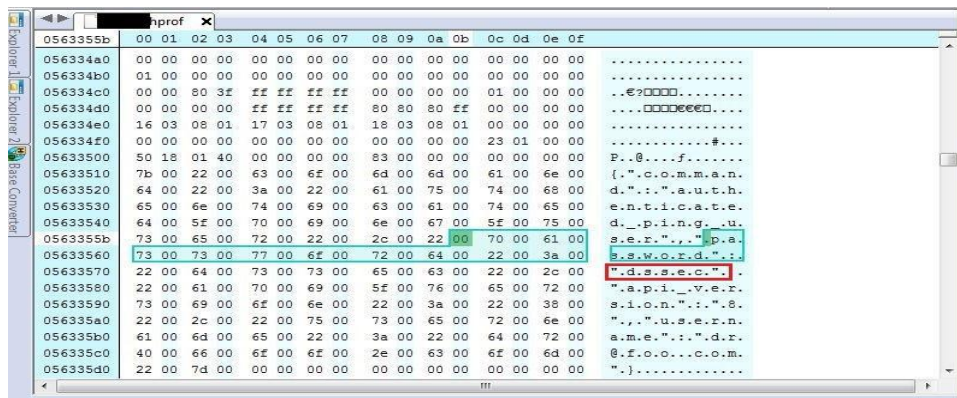 hprof ×
Explorer 1
Explorer 2
Base Converter
0563355b 00 01 02 03 04 05 06 07 08 09 0a 0b 0c 0d 0e 0f
056334a0 00 00 00 00 00 00 00 00 00 00 00 00 00 00 00 00 ................
056334b0 01 00 00 00 00 00 00 00 00 00 00 00 00 00 00 00 ................
056334c0 00 00 80 3f ff ff ff ff 00 00 00 00 01 00 00 00 ..€?□□□□........
056334d0 00 00 00 00 ff ff ff ff 80 80 80 ff 00 00 00 00 ....□□□□€€€□....
056334e0 16 03 08 01 17 03 08 01 18 03 08 01 00 00 00 00 ................
056334f0 00 00 00 00 00 00 00 00 00 00 00 00 23 01 00 00 ............#...
05633500 50 18 01 40 00 00 00 00 83 00 00 00 00 00 00 00 P..@....ƒ.......
05633510 7b 00 22 00 63 00 6f 00 6d 00 6d 00 61 00 6e 00 {.".c.o.m.m.a.n.
05633520 64 00 22 00 3a 00 22 00 61 00 75 00 74 00 68 00 d.".:.".a.u.t.h.
05633530 65 00 6e 00 74 00 69 00 63 00 61 00 74 00 65 00 e.n.t.i.c.a.t.e.
05633540 64 00 5f 00 70 00 69 00 6e 00 67 00 5f 00 75 00 d._.p.i.n.g._.u.
0563355b 73 00 65 00 72 00 22 00 2c 00 22 00 70 00 61 00 s.e.r.".,.".p.a.
05633560 73 00 73 00 77 00 6f 00 72 00 64 00 22 00 3a 00 s.s.w.o.r.d.".:.
05633570 22 00 64 00 73 00 73 00 65 00 63 00 22 00 2c 00 ".d.s.s.e.c.".,.
05633580 22 00 61 00 70 00 69 00 5f 00 76 00 65 00 72 00 ".a.p.i._.v.e.r.
05633590 73 00 69 00 6f 00 6e 00 22 00 3a 00 22 00 38 00 s.i.o.n.".:.".8.
056335a0 22 00 2c 00 22 00 75 00 73 00 65 00 72 00 6e 00 ".,.".u.s.e.r.n.
056335b0 61 00 6d 00 65 00 22 00 3a 00 22 00 64 00 72 00 a.m.e.".:.".d.r.
056335c0 40 00 66 00 6f 00 6f 00 2e 00 63 00 6f 00 6d 00 @.f.o.o...c.o.m.
056335d0 22 00 7d 00 00 00 00 00 00 00 00 00 00 00 00 00 ".}.............